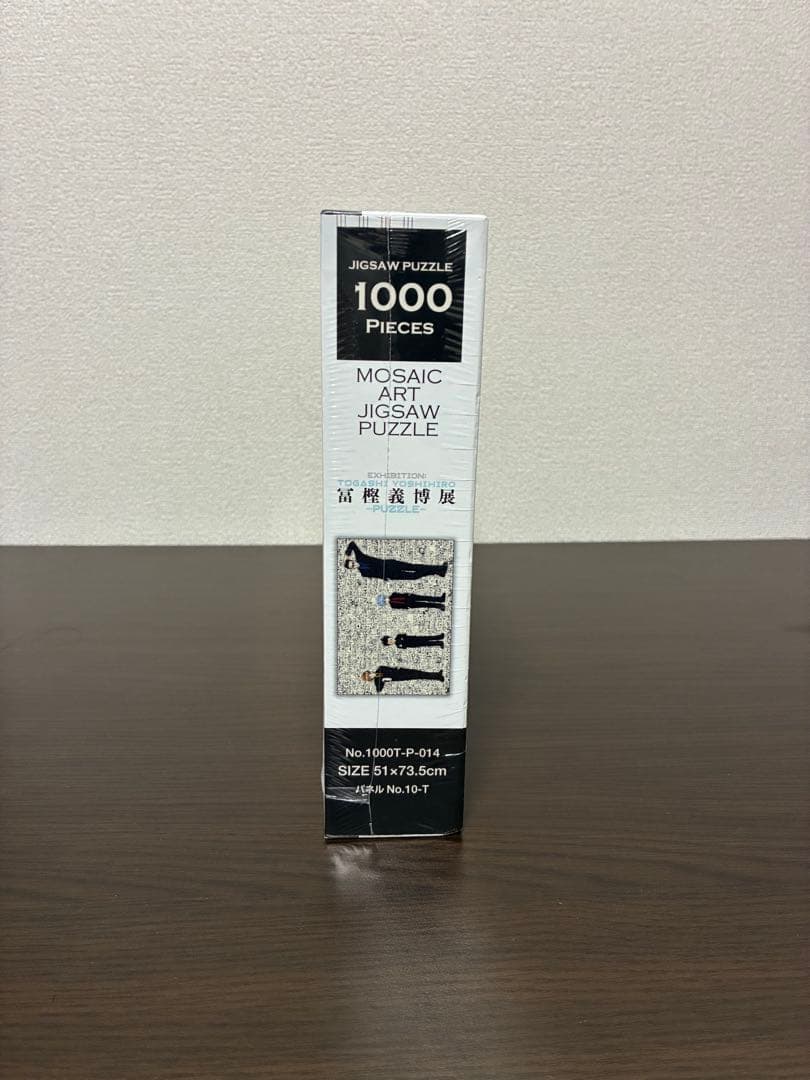 JIGSAW PUZZLE
1000
PIECES
MOSAIC
ART
JIGSAW
PUZZLE
EXHIBITION:
TOGASHI YOSHIHIRO
冨樫義博展
-PUZZLE-
No.1000T-P-014
SIZE 51×73.5cm
パネル No.10-T